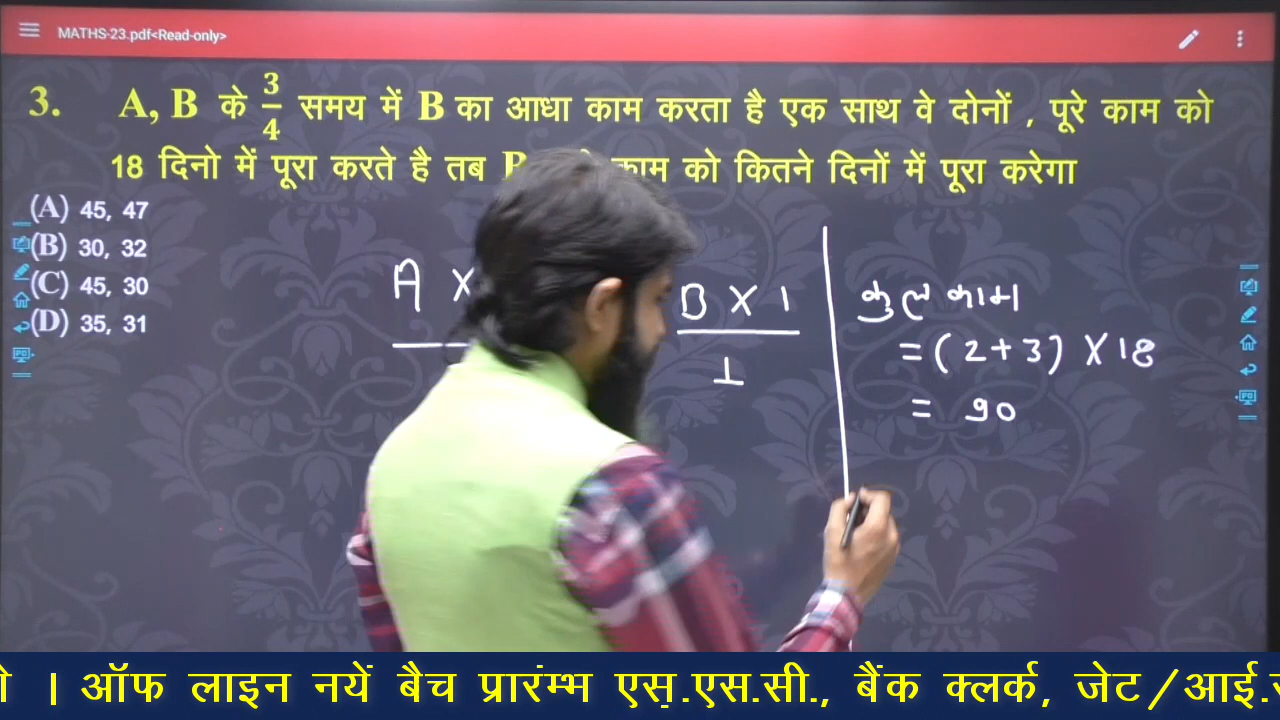 MATHS-23.pdf<Read-only>
3. A, B के 3/4 समय में B का आधा काम करता है एक साथ वे दोनों , पूरे काम को
18 दिनो में पूरा करते है तब B काम को कितने दिनों में पूरा करेगा
(A) 45, 47
(B) 30, 32
(C) 45, 30
(D) 35, 31
A X
B X 1
1
कुल काम
= (2+3) X 18
= 90
। ऑफ लाइन नयें बैच प्रारंम्भ एस.एस.सी., बैंक क्लर्क, जेट/आई.